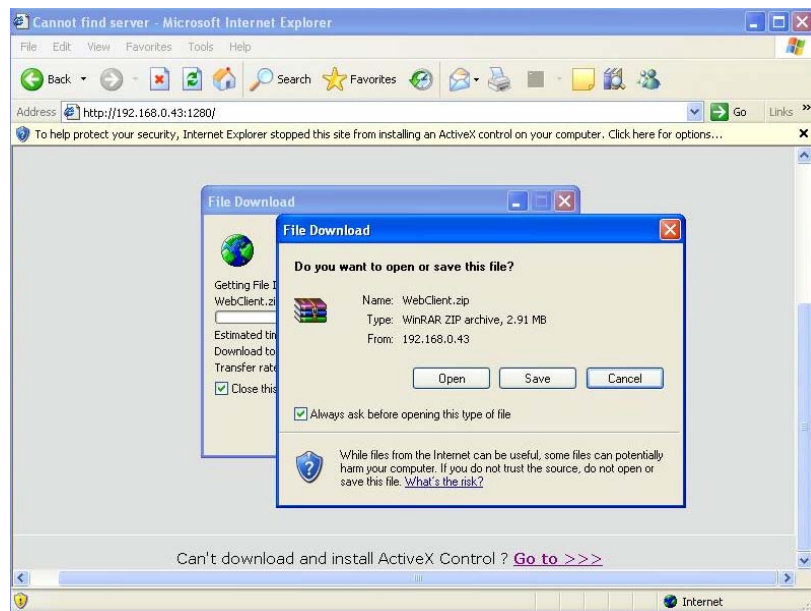 Cannot find server - Microsoft Internet Explorer
File Edit View Favorites Tools Help
Back Search Favorites
Address http://192.168.0.43:1280/ Go Links »
To help protect your security, Internet Explorer stopped this site from installing an ActiveX control on your computer. Click here for options...
File Download
Getting File I
WebClient.zi
Estimated tim
Download to
Transfer rate
Close this
File Download
Do you want to open or save this file?
Name: WebClient.zip
Type: WinRAR ZIP archive, 2.91 MB
From: 192.168.0.43
Open Save Cancel
Always ask before opening this type of file
While files from the Internet can be useful, some files can potentially
harm your computer. If you do not trust the source, do not open or
save this file. What's the risk?
Can't download and install ActiveX Control ? Go to >>>
Internet